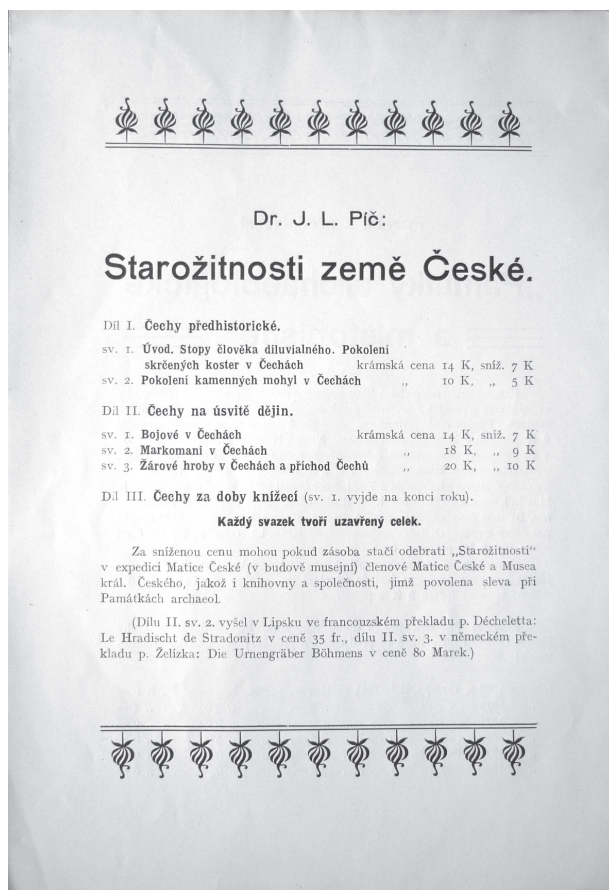 Dr. J. L. Píč:
Starožitnosti země České.
Díl I. Čechy předhistorické.
sv. 1. Úvod. Stopy člověka diluvialného. Pokolení
skrčených koster v Čechách krámská cena 14 K, sníž. 7 K
sv. 2. Pokolení kamenných mohyl v Čechách „ 10 K, „ 5 K
Díl II. Čechy na úsvitě dějin.
sv. 1. Bojové v Čechách krámská cena 14 K, sníž. 7 K
sv. 2. Markomani v Čechách „ 18 K, „ 9 K
sv. 3. Žárové hroby v Čechách a příchod Čechů „ 20 K, „ 10 K
Díl III. Čechy za doby knížecí (sv. 1. vyjde na konci roku).
Každý svazek tvoří uzavřený celek.
Za sníženou cenu mohou pokud zásoba stačí odebrati „Starožitnosti“
v expedici Matice České (v budově musejní) členové Matice České a Musea
král. Českého, jakož i knihovny a společnosti, jimž povolena sleva při
Památkách archaeol.
(Dílu II. sv. 2. vyšel v Lipsku ve francouzském překladu p. Décheletta:
Le Hradischt de Stradonitz v ceně 35 fr., dílu II. sv. 3. v německém pře-
kladu p. Želízka: Die Urnengräber Böhmens v ceně 80 Marek.)